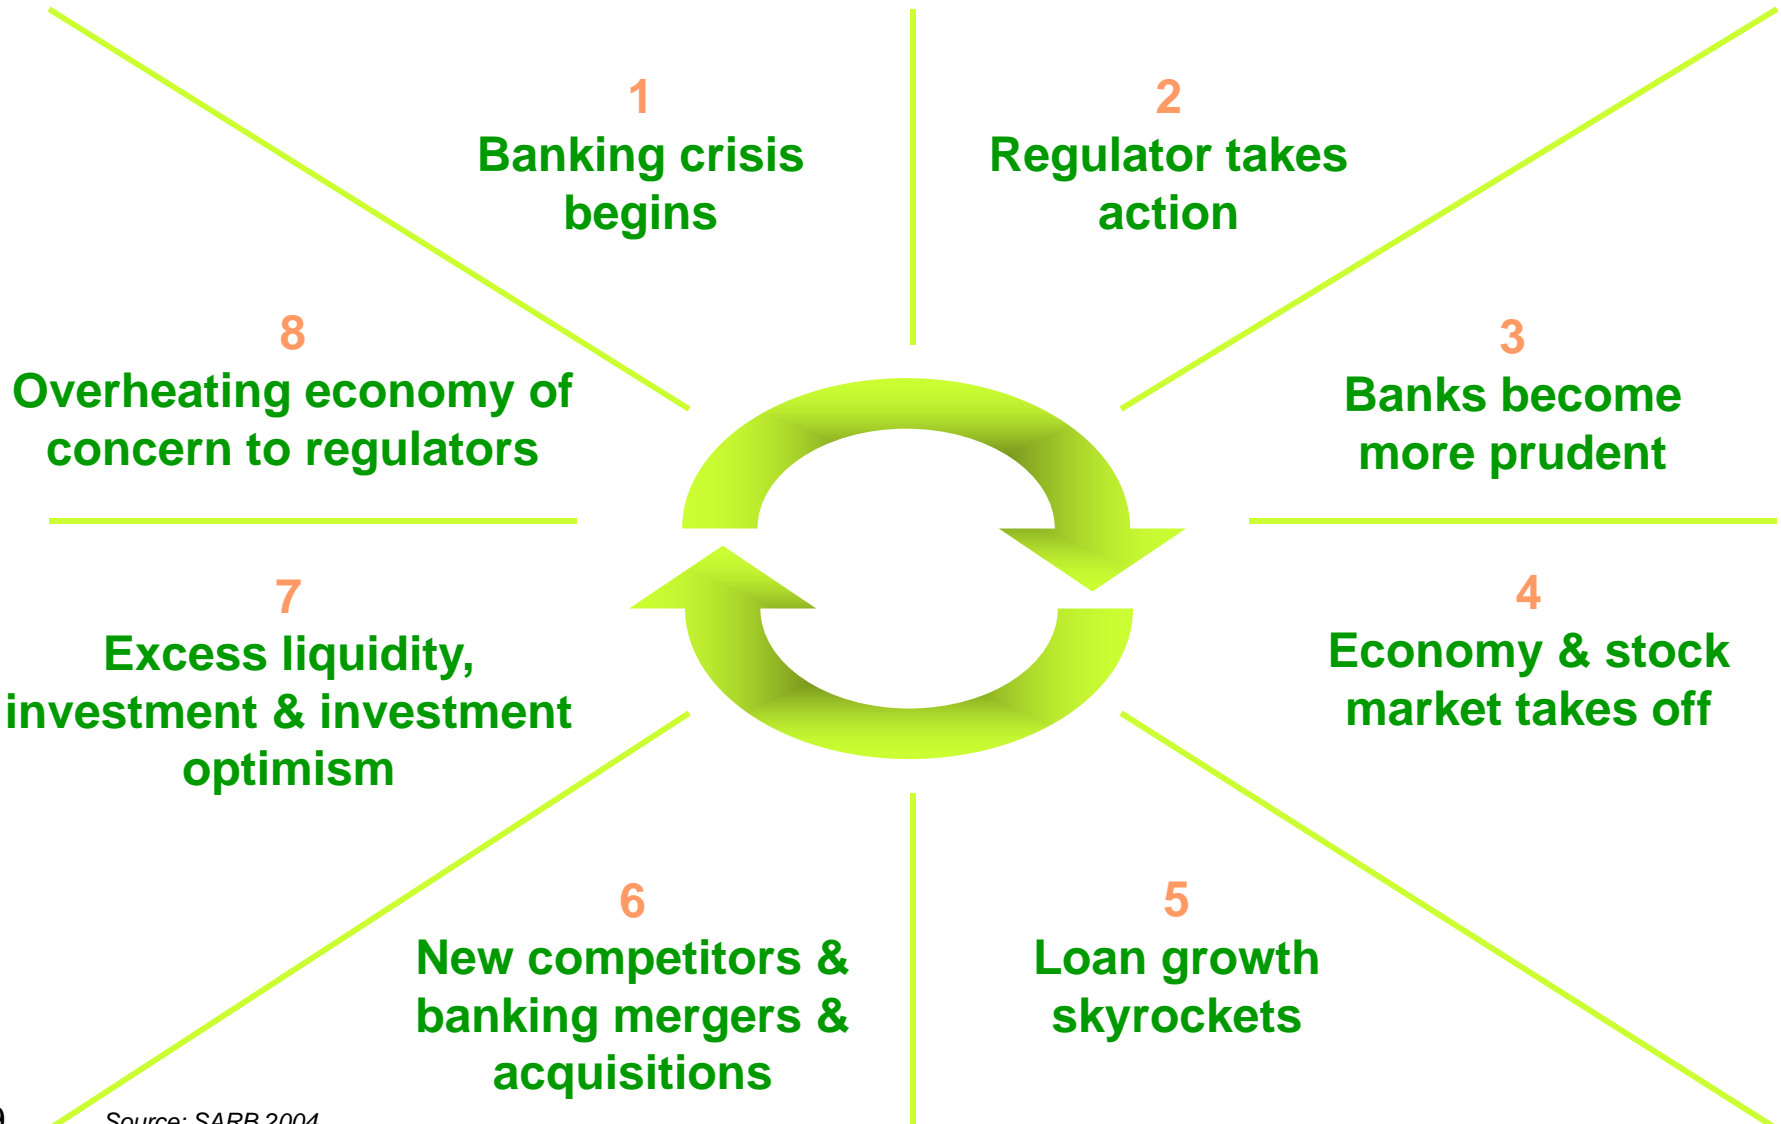 1
Banking crisis
begins
2
Regulator takes
action
3
Banks become
more prudent
4
Economy & stock
market takes off
5
Loan growth
skyrockets
6
New competitors &
banking mergers &
acquisitions
7
Excess liquidity,
investment & investment
optimism
8
Overheating economy of
concern to regulators
Source: SARB 2004